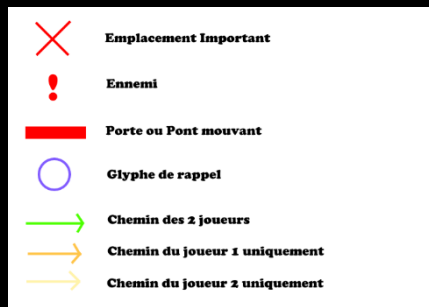 Emplacement Important
Ennemi
Porte ou Pont mouvant
Glyphe de rappel
Chemin des 2 joueurs
Chemin du joueur 1 uniquement
Chemin du joueur 2 uniquement